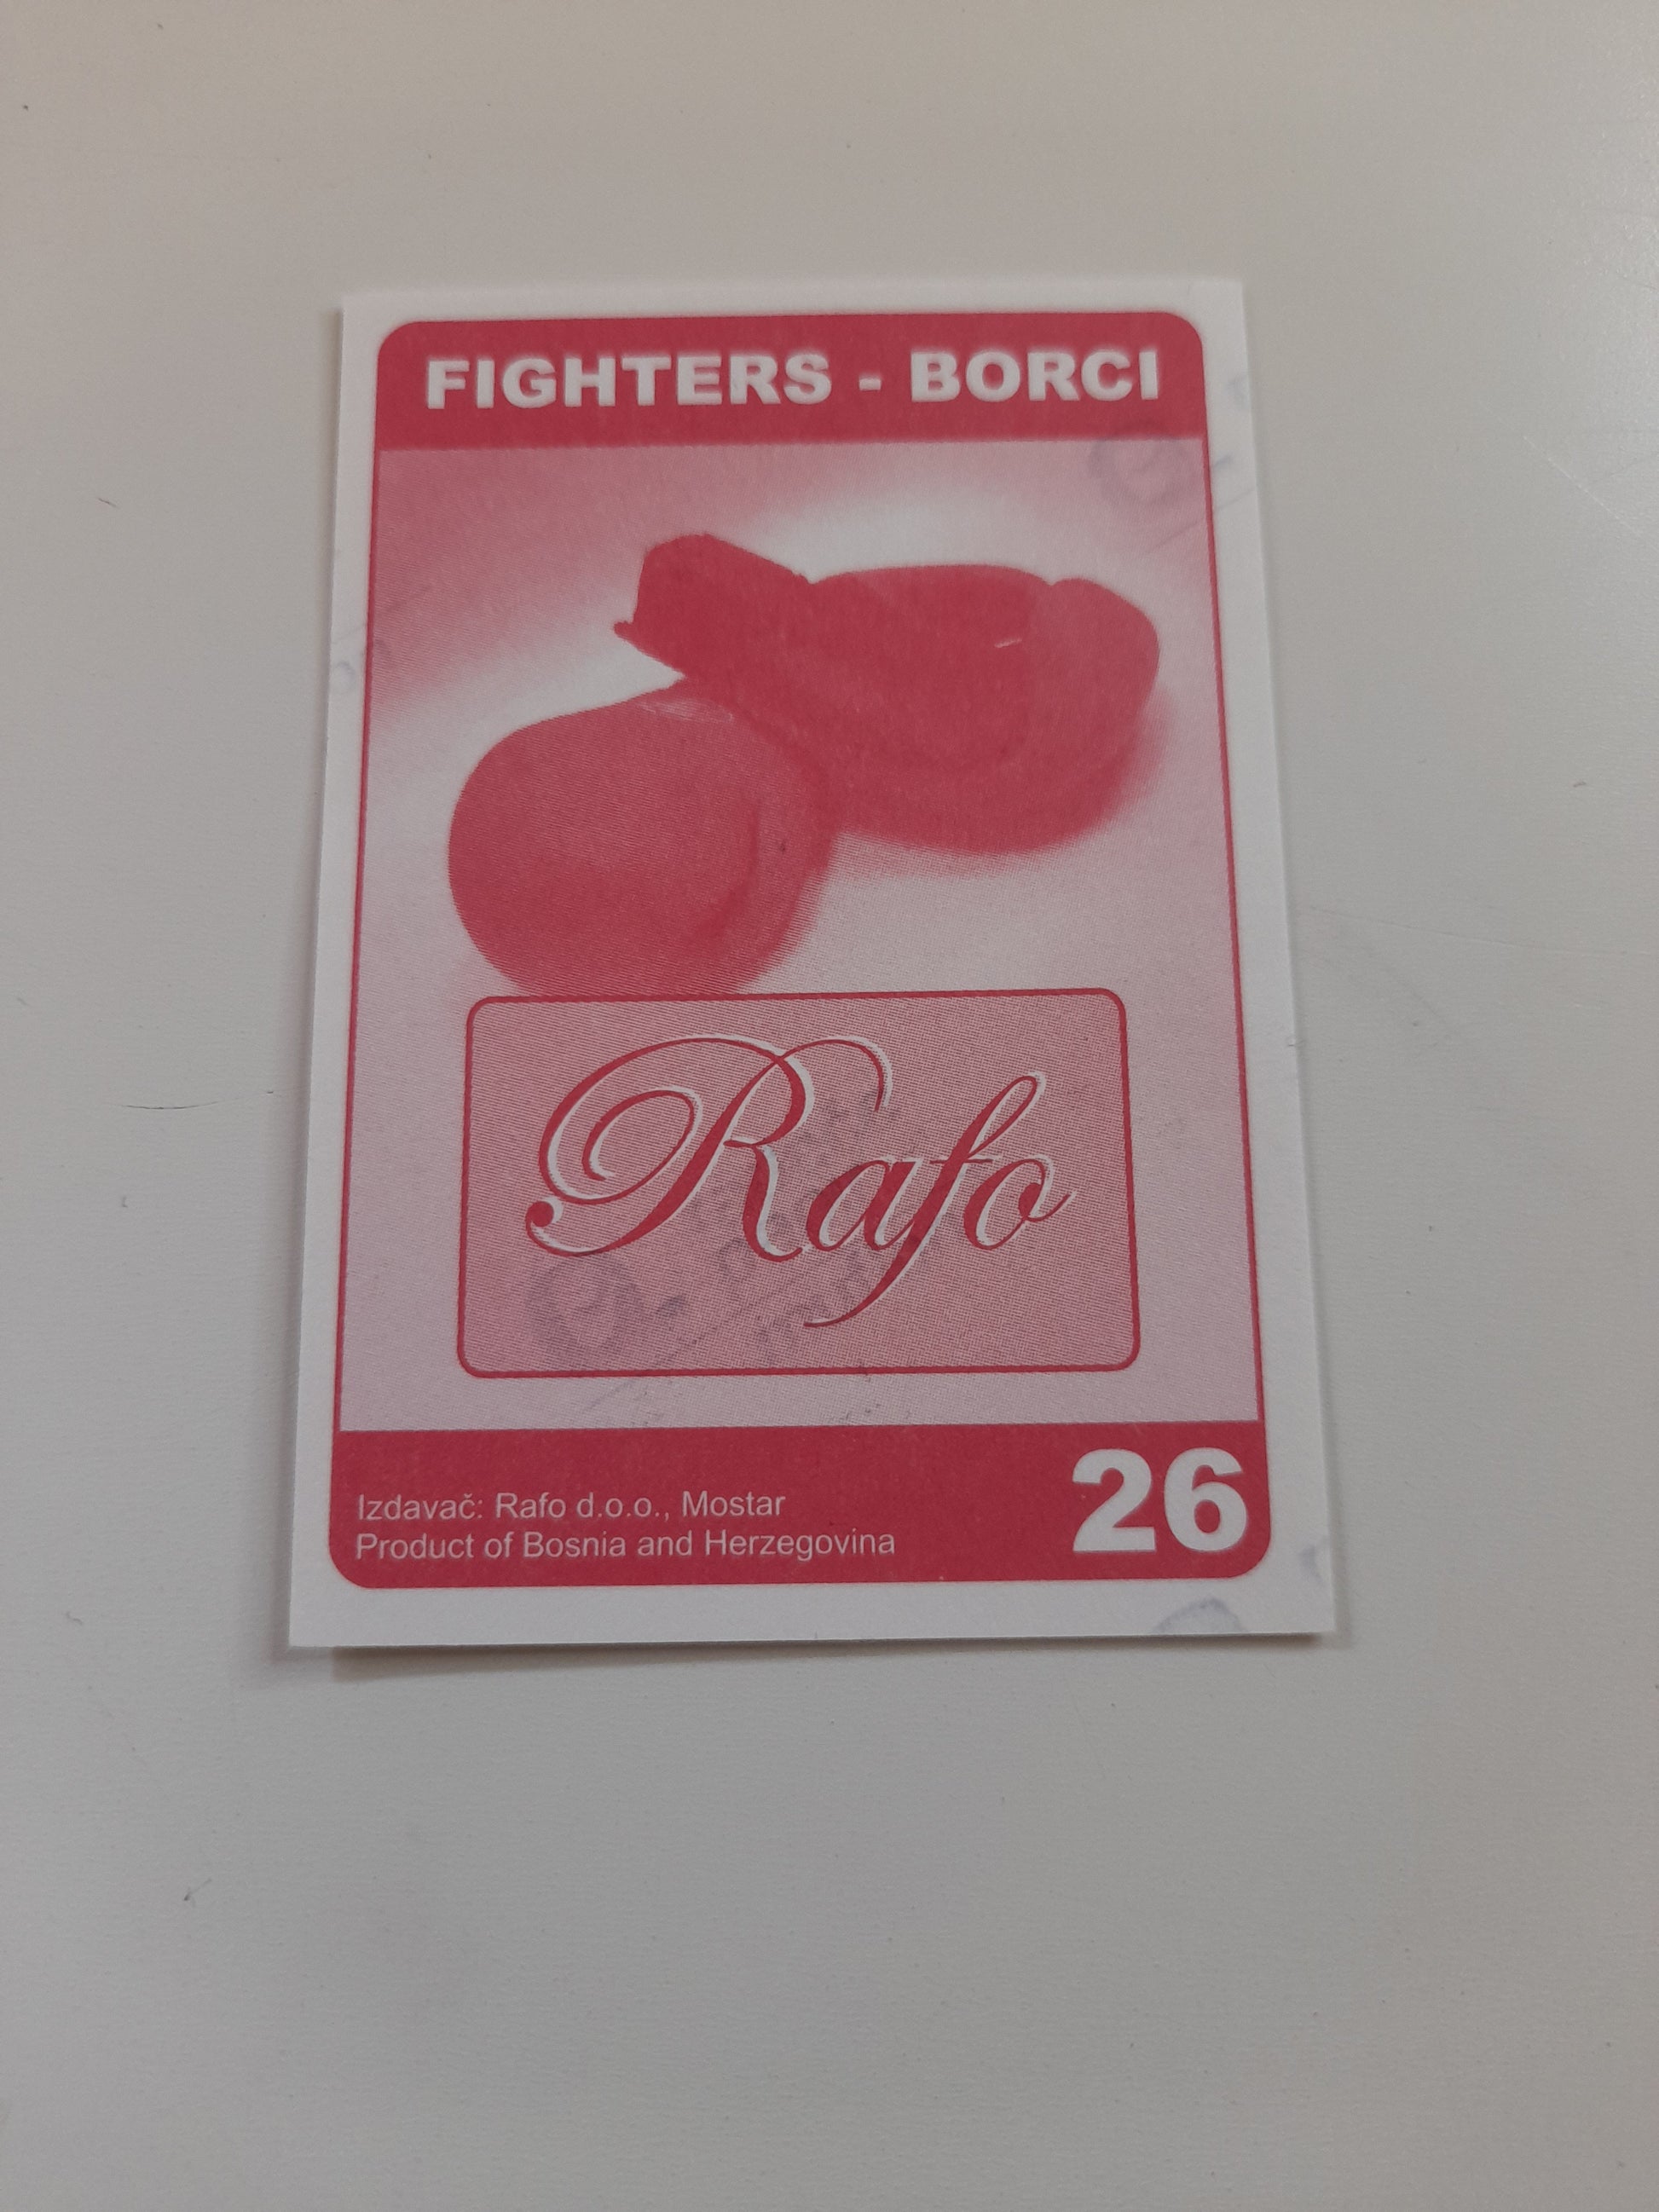 FIGHTERS - BORCI
Rafo
Izdavač: Rafo d.o.o., Mostar
Product of Bosnia and Herzegovina
26